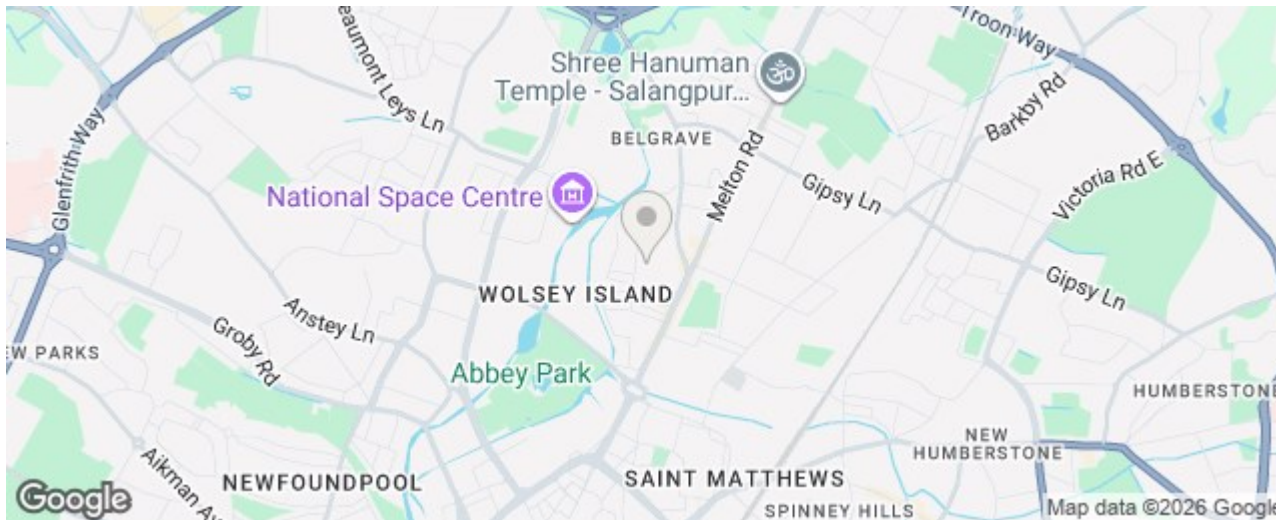 Troon Way
eaumont Leys Ln
Shree Hanuman
Temple - Salangpur...
Barkby Rd
BELGRAVE
Glenfrith Way
National Space Centre
Melton Rd
Gipsy Ln
Victoria Rd E
WOLSEY ISLAND
Gipsy Ln
Anstey Ln
Groby Rd
EW PARKS
Abbey Park
HUMBERSTONE
NEW
HUMBERSTONE
Aikman Av
NEWFOUNDPOOL
SAINT MATTHEWS
SPINNEY HILLS
Google
Map data ©2026 Google